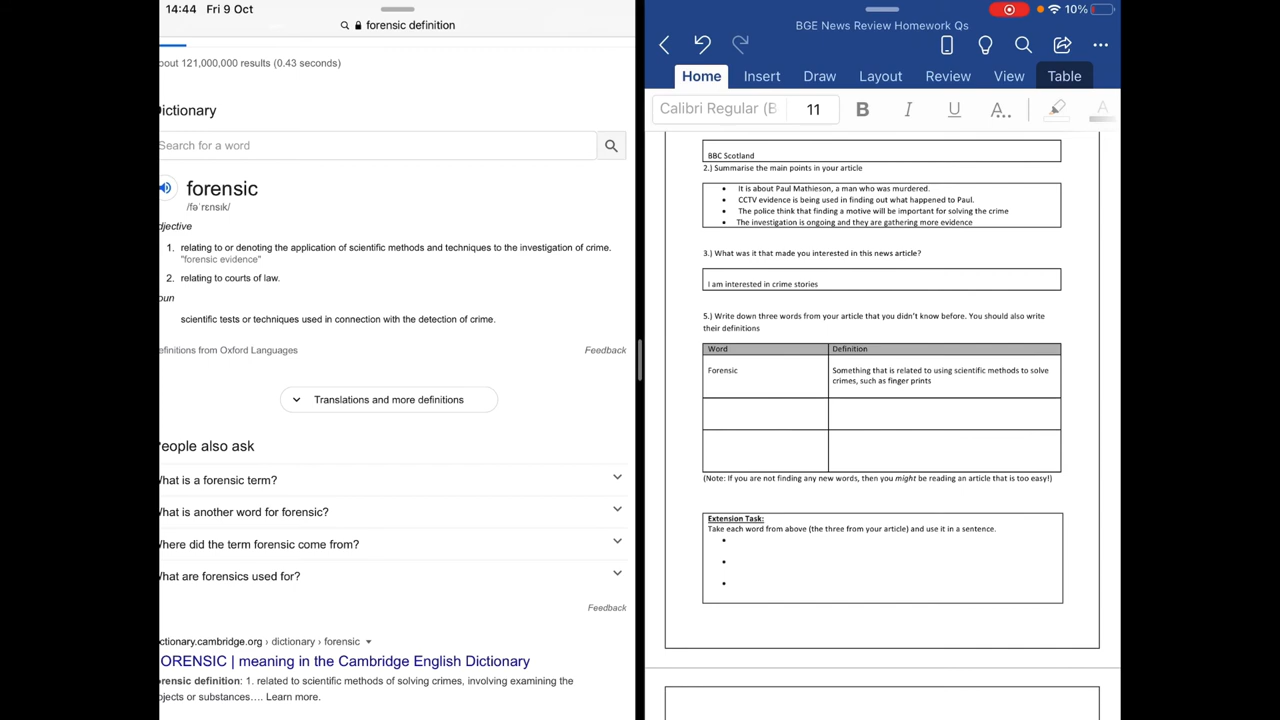 14:44 Fri 9 Oct
forensic definition
bout 121,000,000 results (0.43 seconds)
Dictionary
Search for a word
forensic
/fəˈrɛnsɪk/
djective
1. relating to or denoting the application of scientific methods and techniques to the investigation of crime.
"forensic evidence"
2. relating to courts of law.
oun
scientific tests or techniques used in connection with the detection of crime.
efinitions from Oxford Languages
Feedback
Translations and more definitions
People also ask
What is a forensic term?
What is another word for forensic?
Where did the term forensic come from?
What are forensics used for?
Feedback
ctionary.cambridge.org › dictionary › forensic
FORENSIC | meaning in the Cambridge English Dictionary
orensic definition: 1. related to scientific methods of solving crimes, involving examining the
bjects or substances.... Learn more.
10%
BGE News Review Homework Qs
Home Insert Draw Layout Review View Table
Calibri Regular (B 11 B I U A.. A
BBC Scotland
2.) Summarise the main points in your article
• It is about Paul Mathieson, a man who was murdered.
• CCTV evidence is being used in finding out what happened to Paul.
• The police think that finding a motive will be important for solving the crime
• The investigation is ongoing and they are gathering more evidence
3.) What was it that made you interested in this news article?
I am interested in crime stories
5.) Write down three words from your article that you didn't know before. You should also write
their definitions
Word Definition
Forensic Something that is related to using scientific methods to solve
crimes, such as finger prints
(Note: If you are not finding any new words, then you might be reading an article that is too easy!)
Extension Task:
Take each word from above (the three from your article) and use it in a sentence.
•
•
•